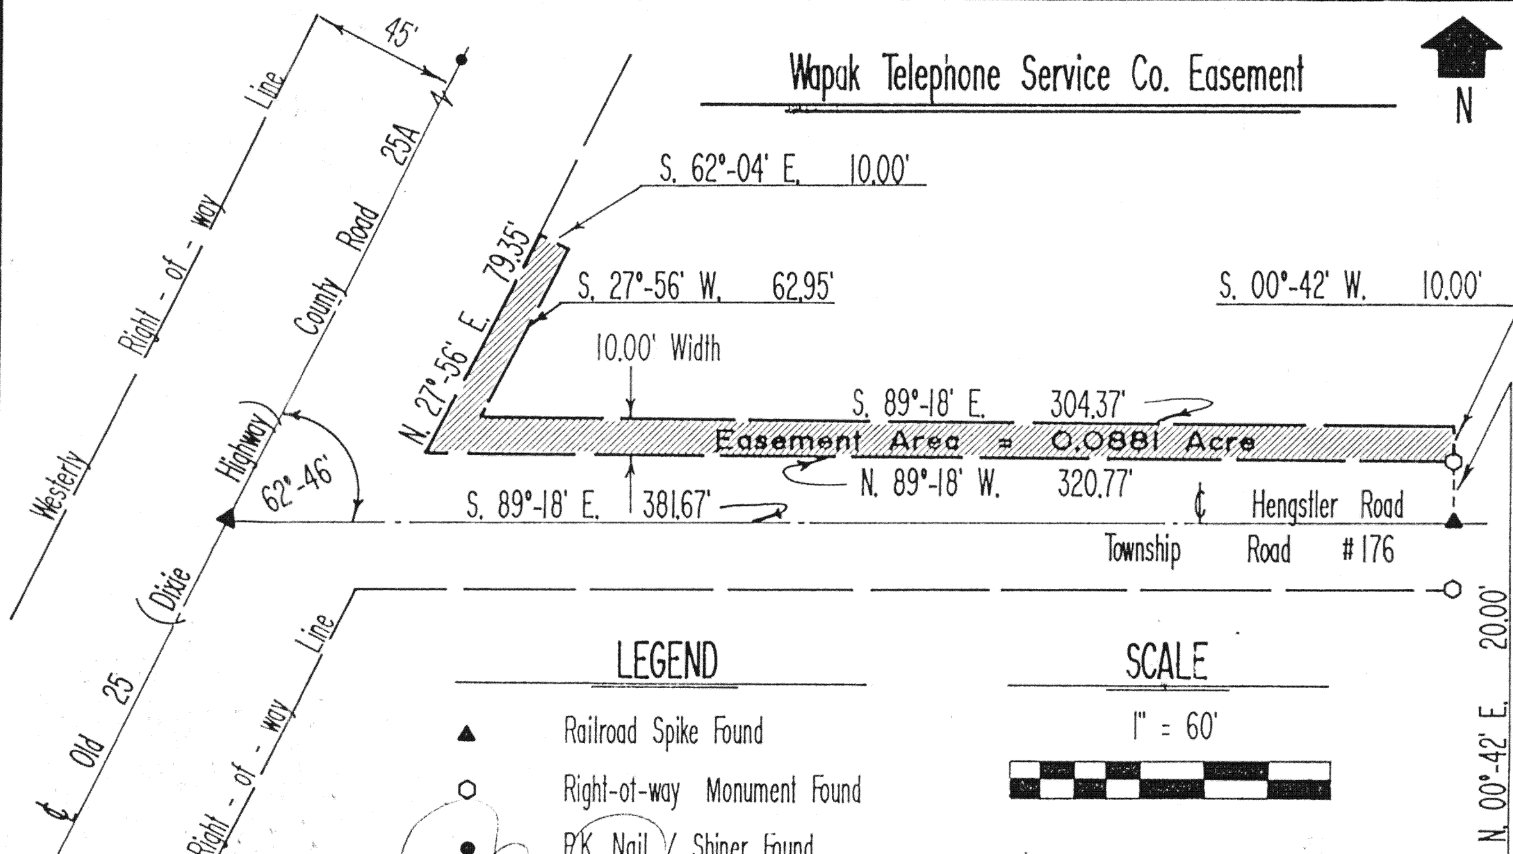 Wapak Telephone Service Co. Easement
N
45'
Westerly Right - of - way Line
℄ Old 25 (Dixie Highway) County Road 25A
S. 62°-04' E. 10.00'
S. 27°-56' W. 62.95'
S. 00°-42' W. 10.00'
N. 27°-56' E. 79.35'
10.00' Width
S. 89°-18' E. 304.37'
Easement Area = 0.0881 Acre
N. 89°-18' W. 320.77'
62°-46'
S. 89°-18' E. 381.67'
℄ Hengstler Road
Township Road #176
Right - of - way Line
N. 00°-42' E. 20.00'
LEGEND
Railroad Spike Found
Right-of-way Monument Found
P.K. Nail / Shiner Found
SCALE
1" = 60'